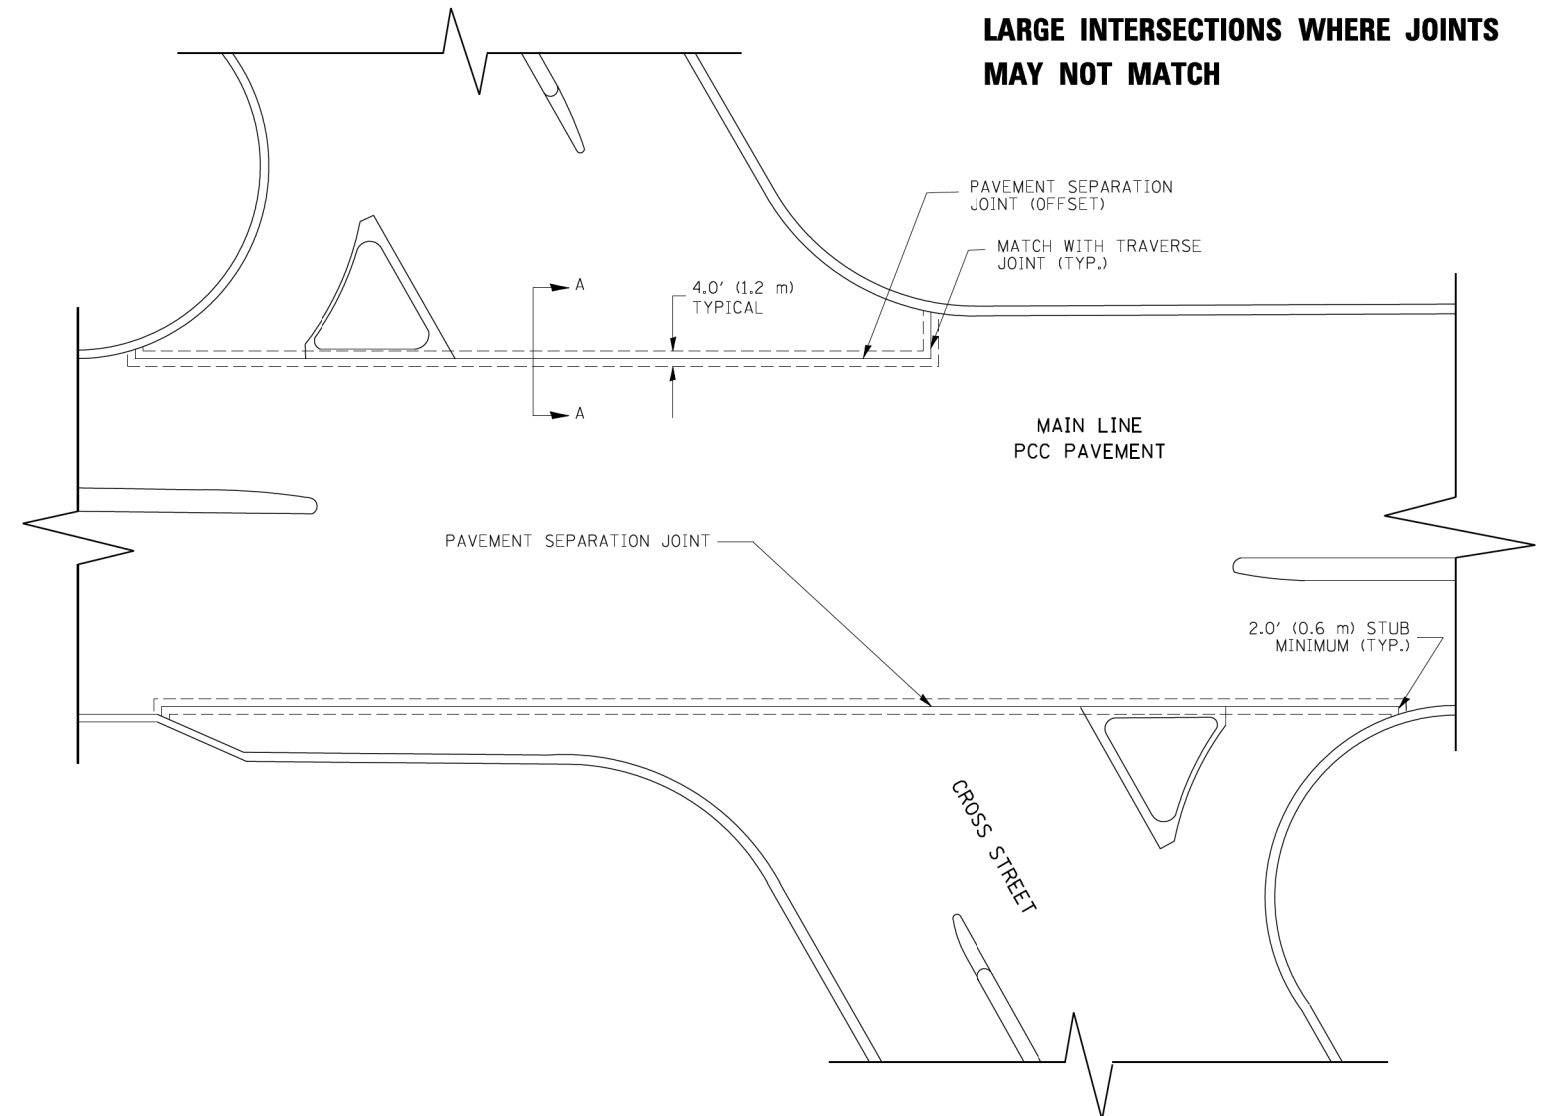 LARGE INTERSECTIONS WHERE JOINTS
MAY NOT MATCH
PAVEMENT SEPARATION
JOINT (OFFSET)
MATCH WITH TRAVERSE
JOINT (TYP.)
A
4.0' (1.2 m)
TYPICAL
A
MAIN LINE
PCC PAVEMENT
PAVEMENT SEPARATION JOINT
2.0' (0.6 m) STUB
MINIMUM (TYP.)
CROSS STREET